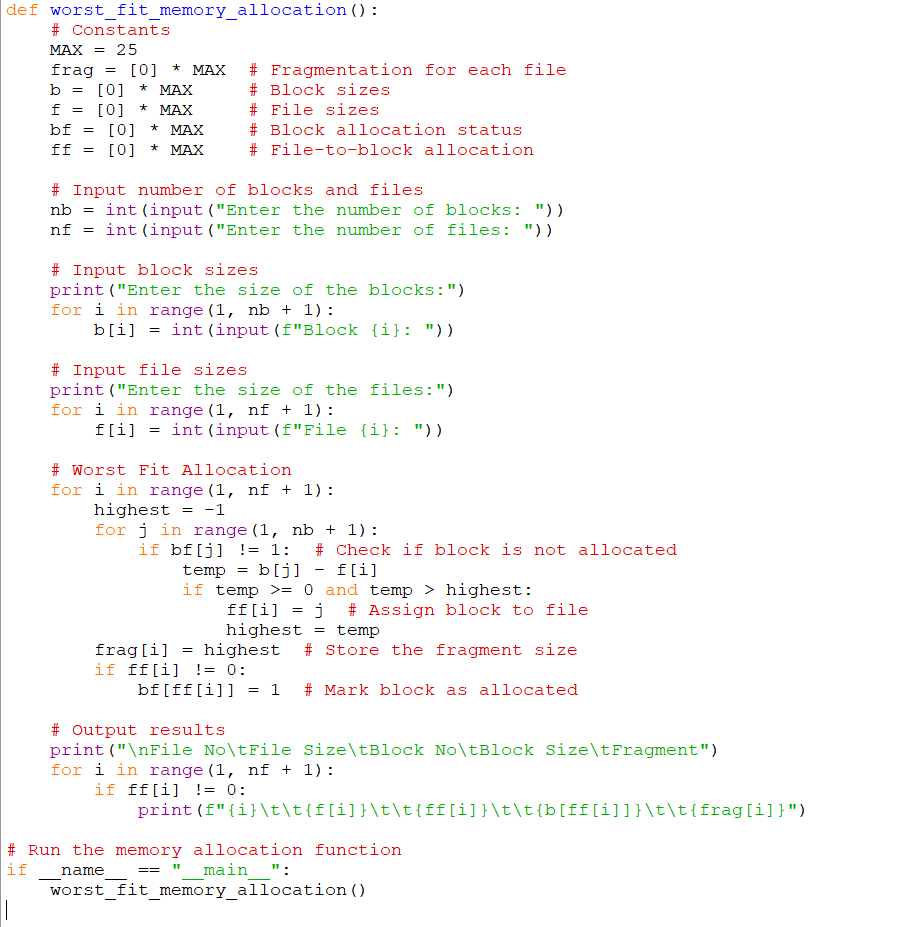 def worst_fit_memory_allocation():
    # Constants
    MAX = 25
    frag = [0] * MAX  # Fragmentation for each file
    b = [0] * MAX     # Block sizes
    f = [0] * MAX     # File sizes
    bf = [0] * MAX    # Block allocation status
    ff = [0] * MAX    # File-to-block allocation

    # Input number of blocks and files
    nb = int(input("Enter the number of blocks: "))
    nf = int(input("Enter the number of files: "))

    # Input block sizes
    print("Enter the size of the blocks:")
    for i in range(1, nb + 1):
        b[i] = int(input(f"Block {i}: "))

    # Input file sizes
    print("Enter the size of the files:")
    for i in range(1, nf + 1):
        f[i] = int(input(f"File {i}: "))

    # Worst Fit Allocation
    for i in range(1, nf + 1):
        highest = -1
        for j in range(1, nb + 1):
            if bf[j] != 1:  # Check if block is not allocated
                temp = b[j] - f[i]
                if temp >= 0 and temp > highest:
                    ff[i] = j  # Assign block to file
                    highest = temp
        frag[i] = highest  # Store the fragment size
        if ff[i] != 0:
            bf[ff[i]] = 1  # Mark block as allocated

    # Output results
    print("\nFile No\tFile Size\tBlock No\tBlock Size\tFragment")
    for i in range(1, nf + 1):
        if ff[i] != 0:
            print(f"{i}\t\t{f[i]}\t\t{ff[i]}\t\t{b[ff[i]]}\t\t{frag[i]}")

# Run the memory allocation function
if __name__ == "__main__":
    worst_fit_memory_allocation()